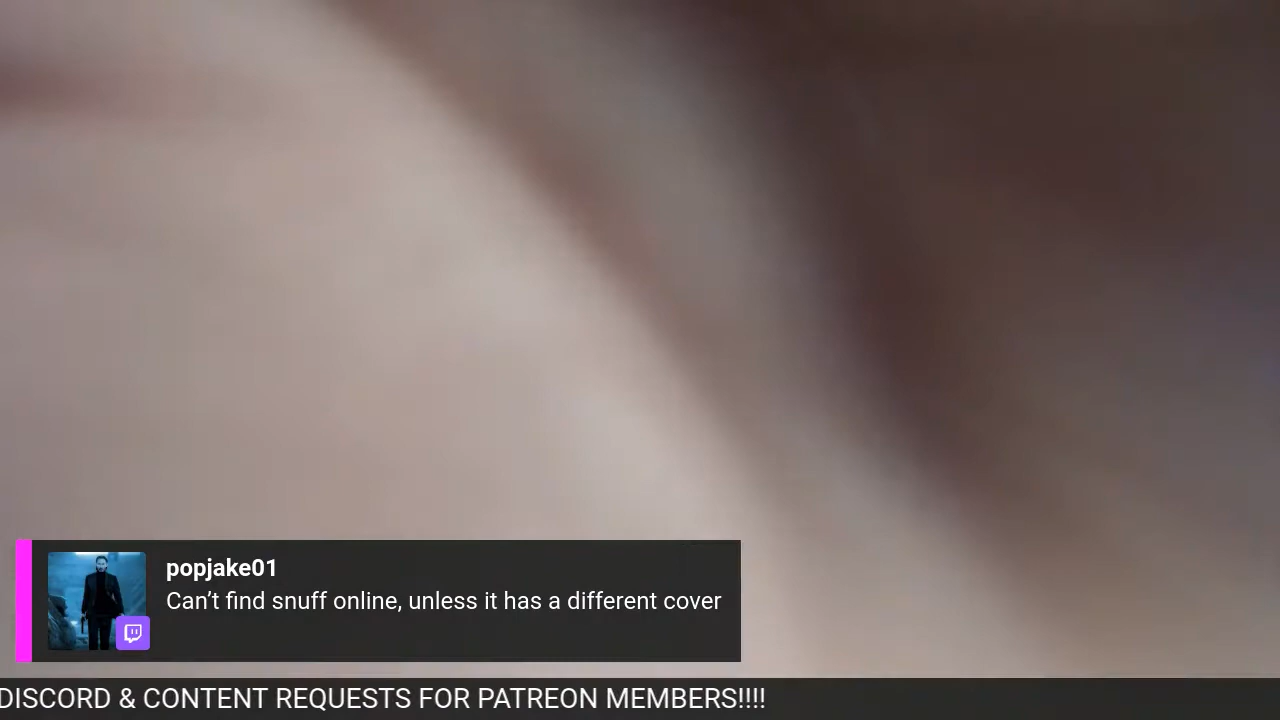 popjake01
Can’t find snuff online, unless it has a different cover
DISCORD & CONTENT REQUESTS FOR PATREON MEMBERS!!!!